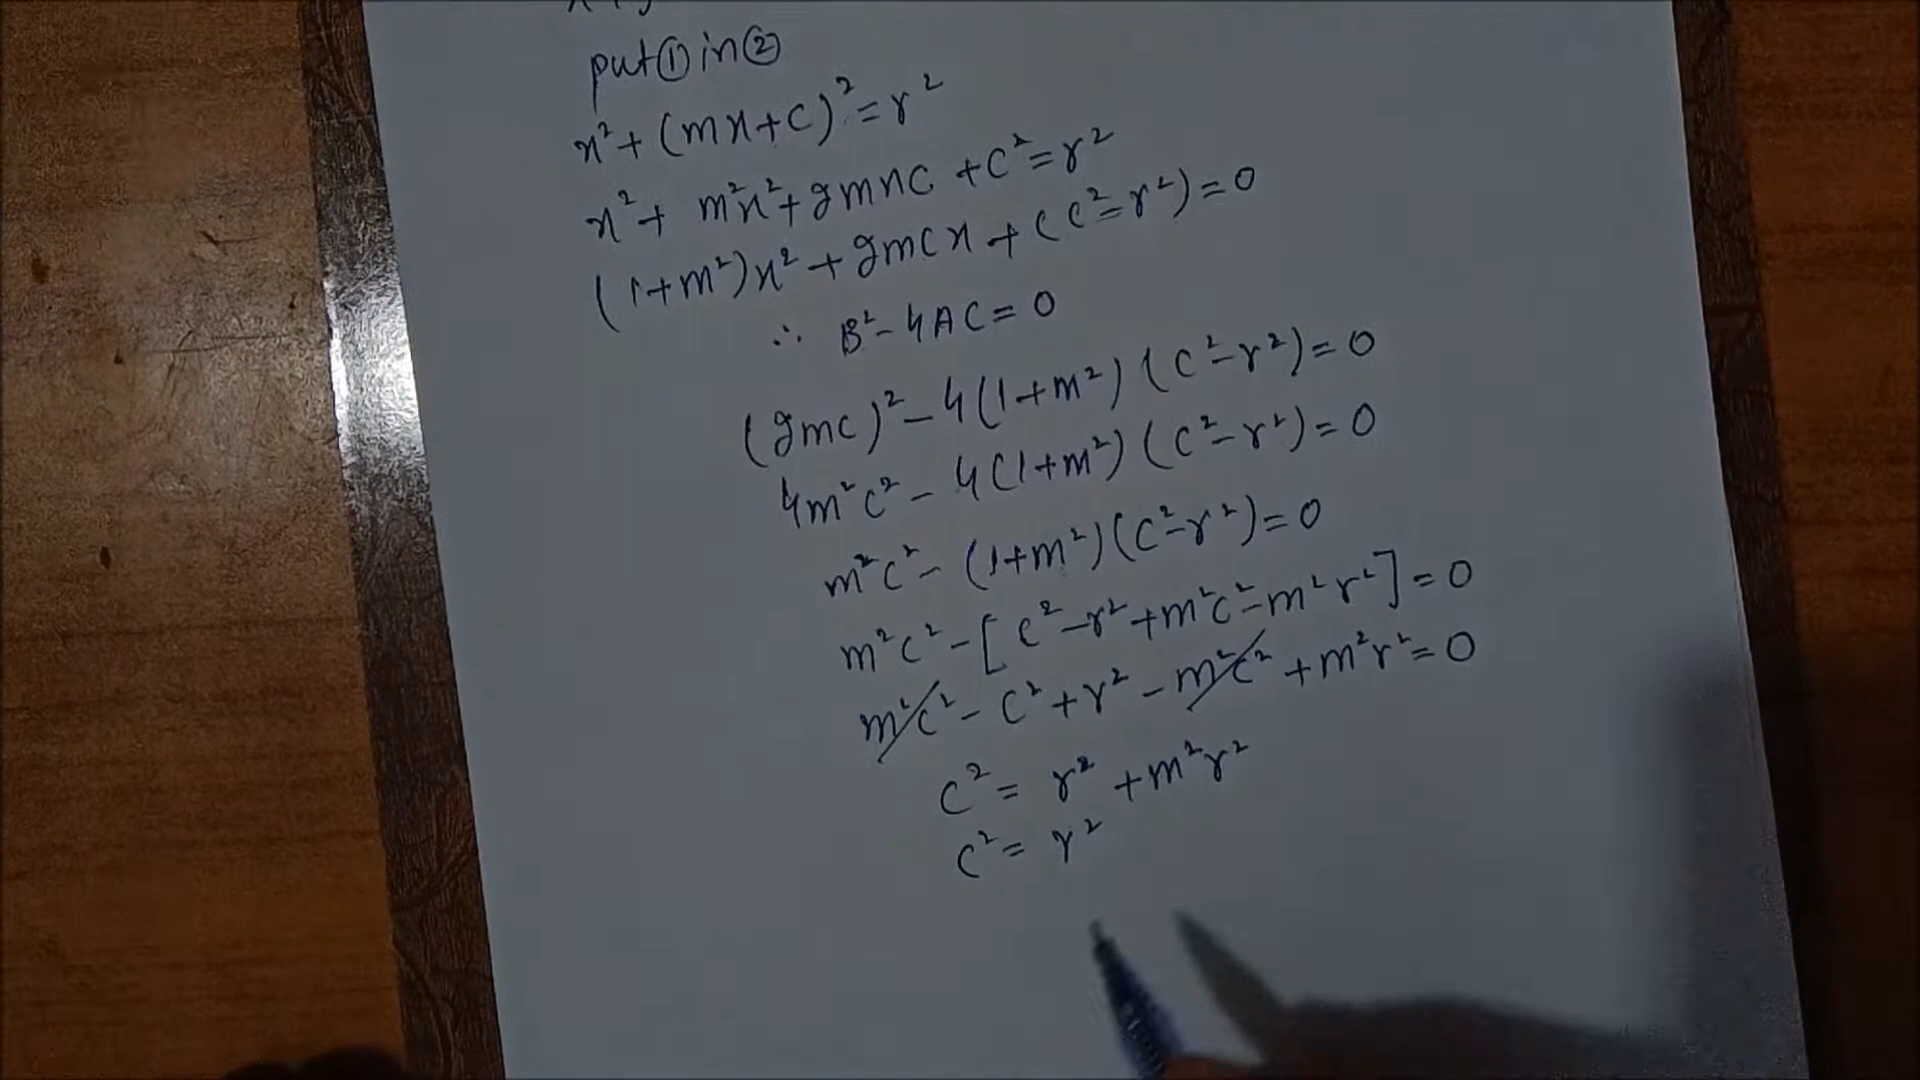 put ① in ②
x² + (mx+c)² = r²
x² + m²x² + 2mxc + c² = r²
(1+m²)x² + 2mcx + (c²-r²) = 0
∴ B²-4AC = 0
(2mc)² - 4(1+m²)(c²-r²) = 0
4m²c² - 4(1+m²)(c²-r²) = 0
m²c² - (1+m²)(c²-r²) = 0
m²c² - [c²-r²+m²c²-m²r²] = 0
m²c² - c² + r² - m²c² + m²r² = 0
c² = r² + m²r²
c² = r²